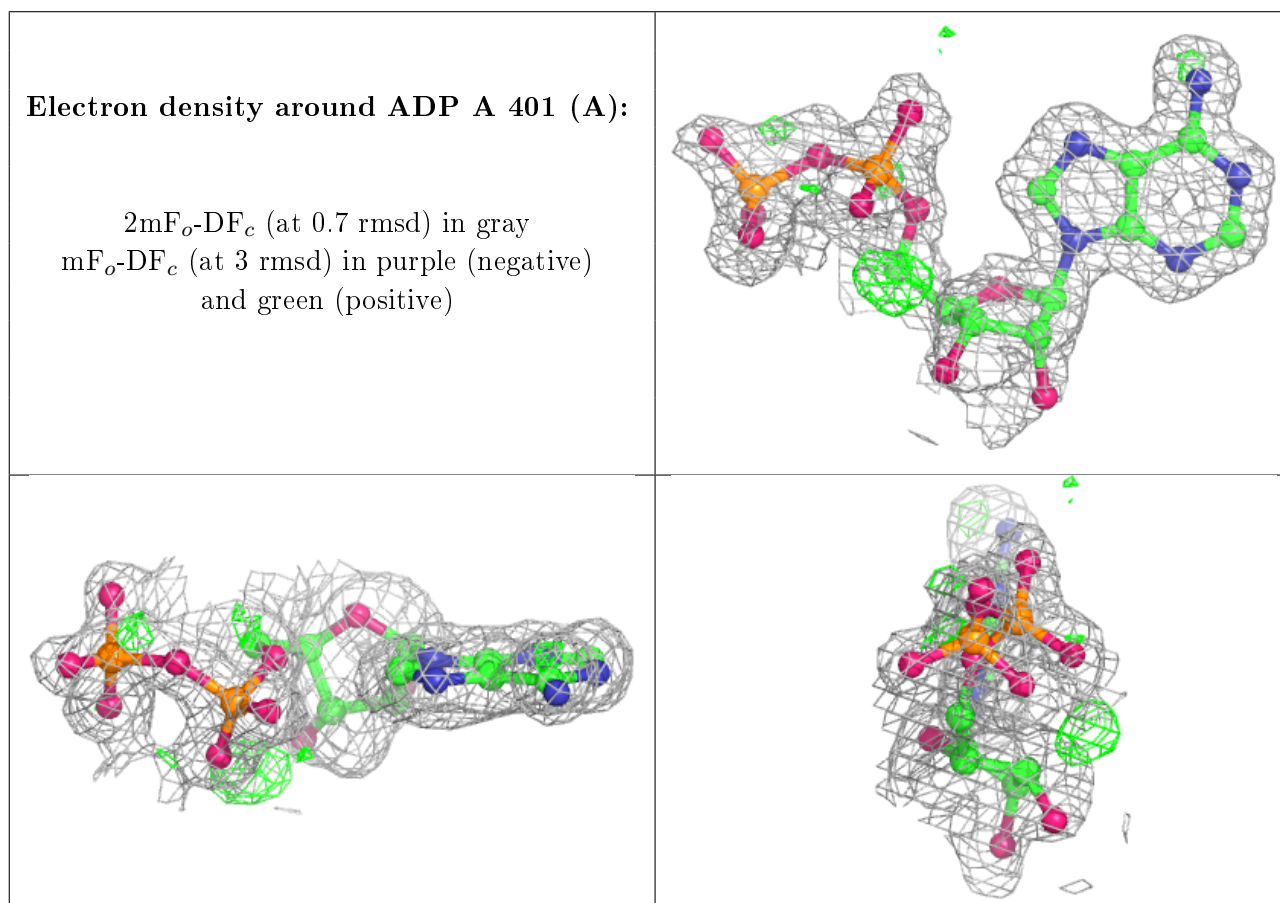 Electron density around ADP A 401 (A):
2mFₒ-DF𝒸 (at 0.7 rmsd) in gray
mFₒ-DF𝒸 (at 3 rmsd) in purple (negative)
and green (positive)